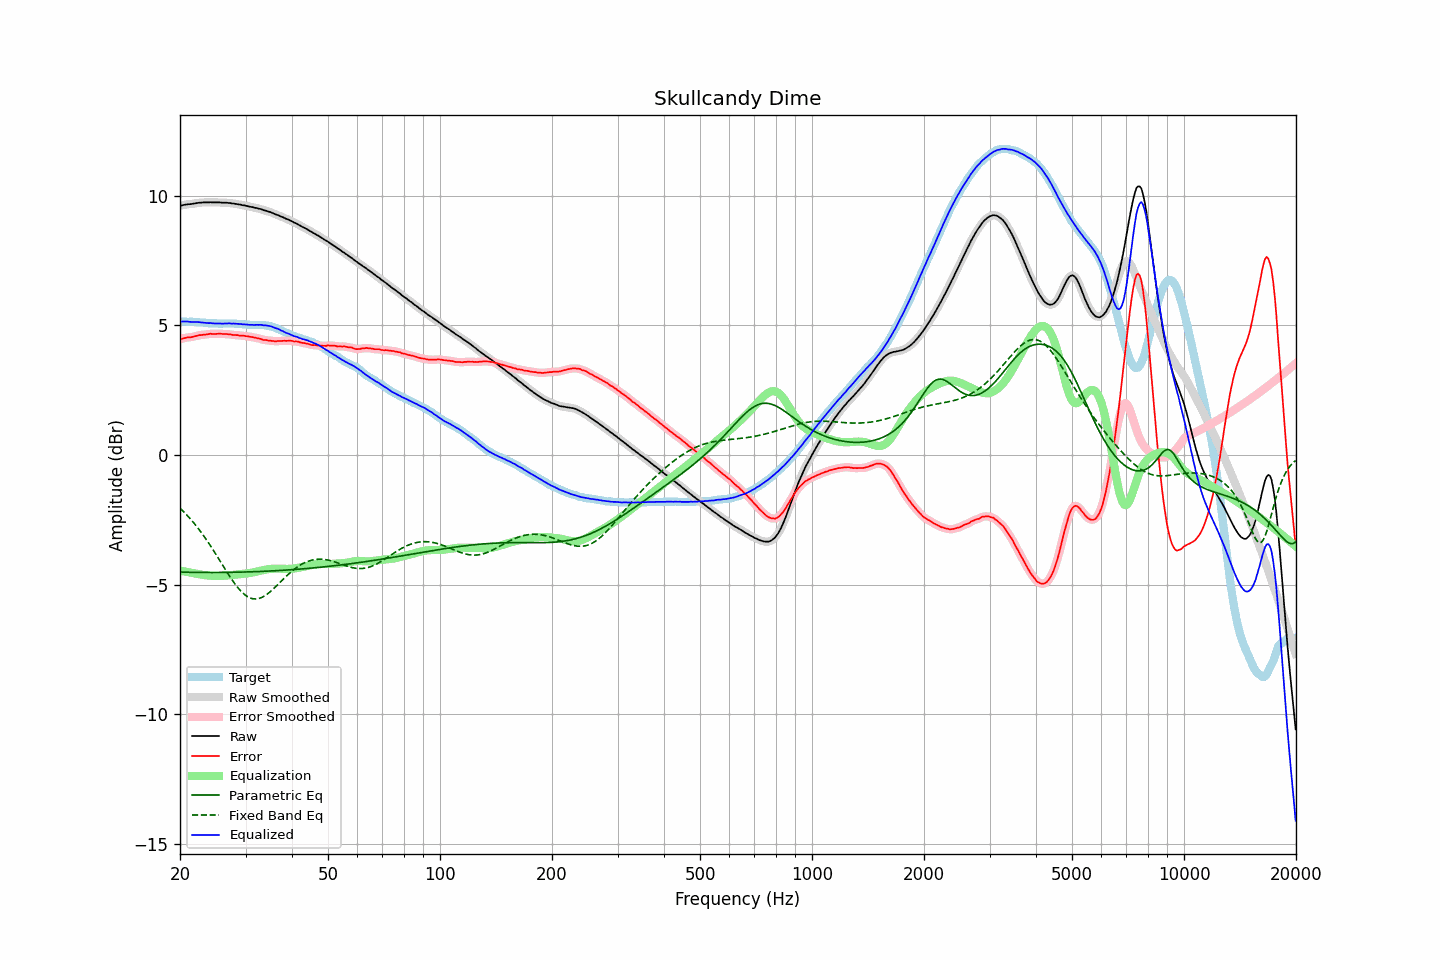 Skullcandy Dime
Amplitude (dBr)
10
5
0
−5
−10
−15
Target
Raw Smoothed
Error Smoothed
Raw
Error
Equalization
Parametric Eq
Fixed Band Eq
Equalized
20 50 100 200 500 1000 2000 5000 10000 20000
Frequency (Hz)